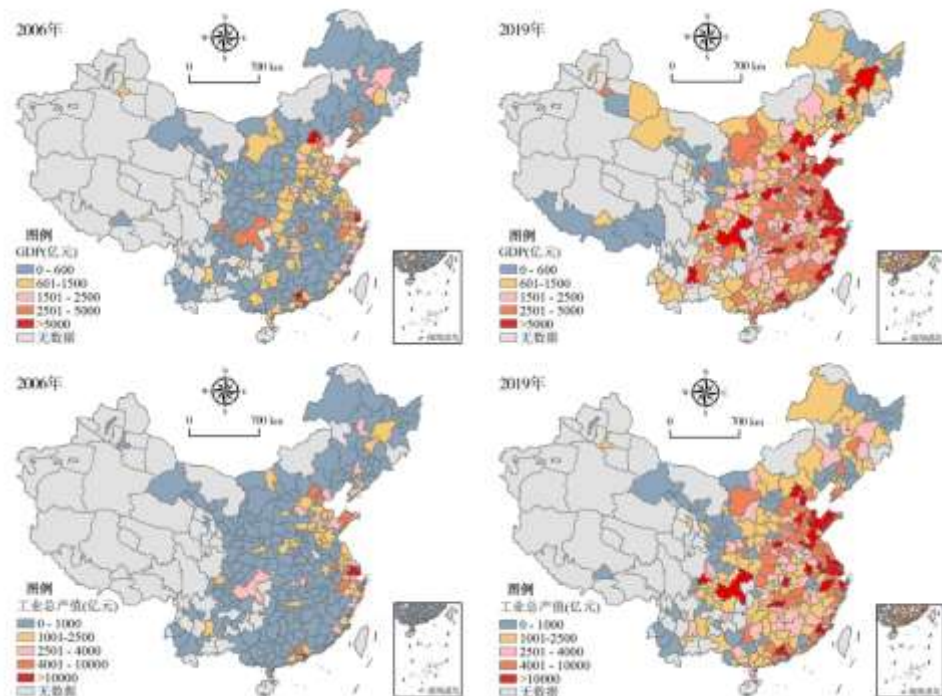 2006年
0
700 km
图例
GDP(亿元)
0 - 600
601-1500
1501 - 2500
2501 - 5000
>5000
无数据
2019年
0
700 km
图例
GDP(亿元)
0 - 600
601-1500
1501 - 2500
2501 - 5000
>5000
无数据
2006年
0
700 km
图例
工业总产值(亿元)
0 - 1000
1001-2500
2501 - 4000
4001 - 10000
>10000
无数据
2019年
0
700 km
图例
工业总产值(亿元)
0 - 1000
1001-2500
2501 - 4000
4001 - 10000
>10000
无数据